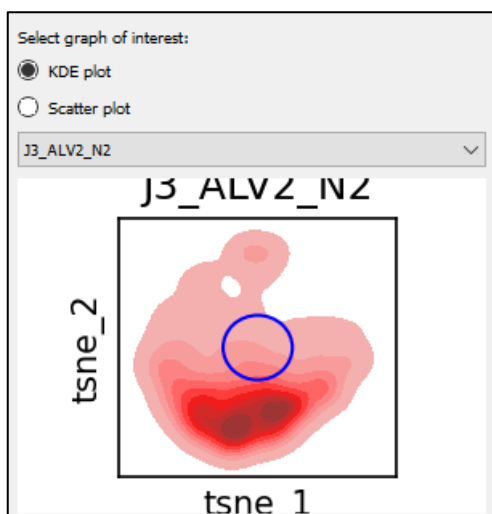 Select graph of interest:
KDE plot
Scatter plot
J3_ALV2_N2
J3_ALV2_N2
tsne_2
tsne_1